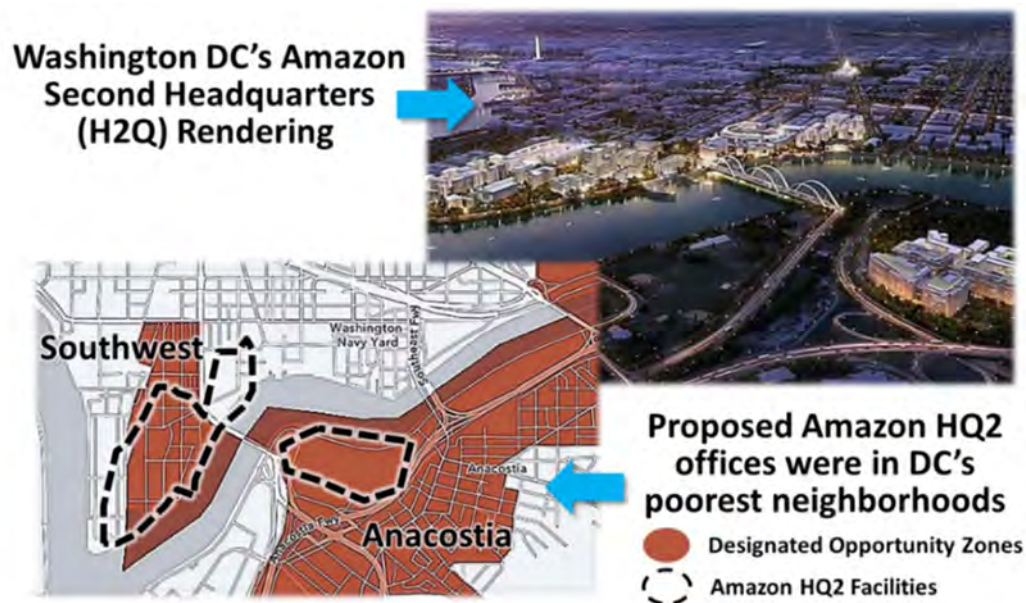 Washington DC’s Amazon
Second Headquarters
(H2Q) Rendering
Southwest
Washington
Navy Yard
Southeast Fwy
Anacostia
Anacostia Fwy
Anacostia
Proposed Amazon HQ2
offices were in DC’s
poorest neighborhoods
Designated Opportunity Zones
Amazon HQ2 Facilities